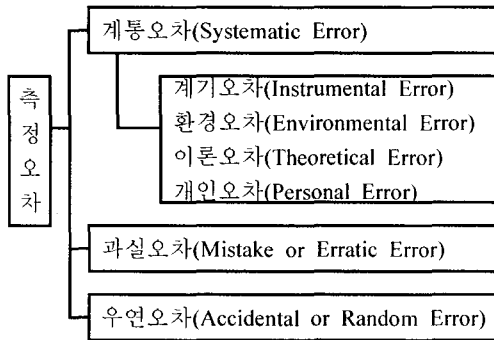 계통오차(Systematic Error)
측정오차
계기오차(Instrumental Error)
환경오차(Environmental Error)
이론오차(Theoretical Error)
개인오차(Personal Error)
과실오차(Mistake or Erratic Error)
우연오차(Accidental or Random Error)